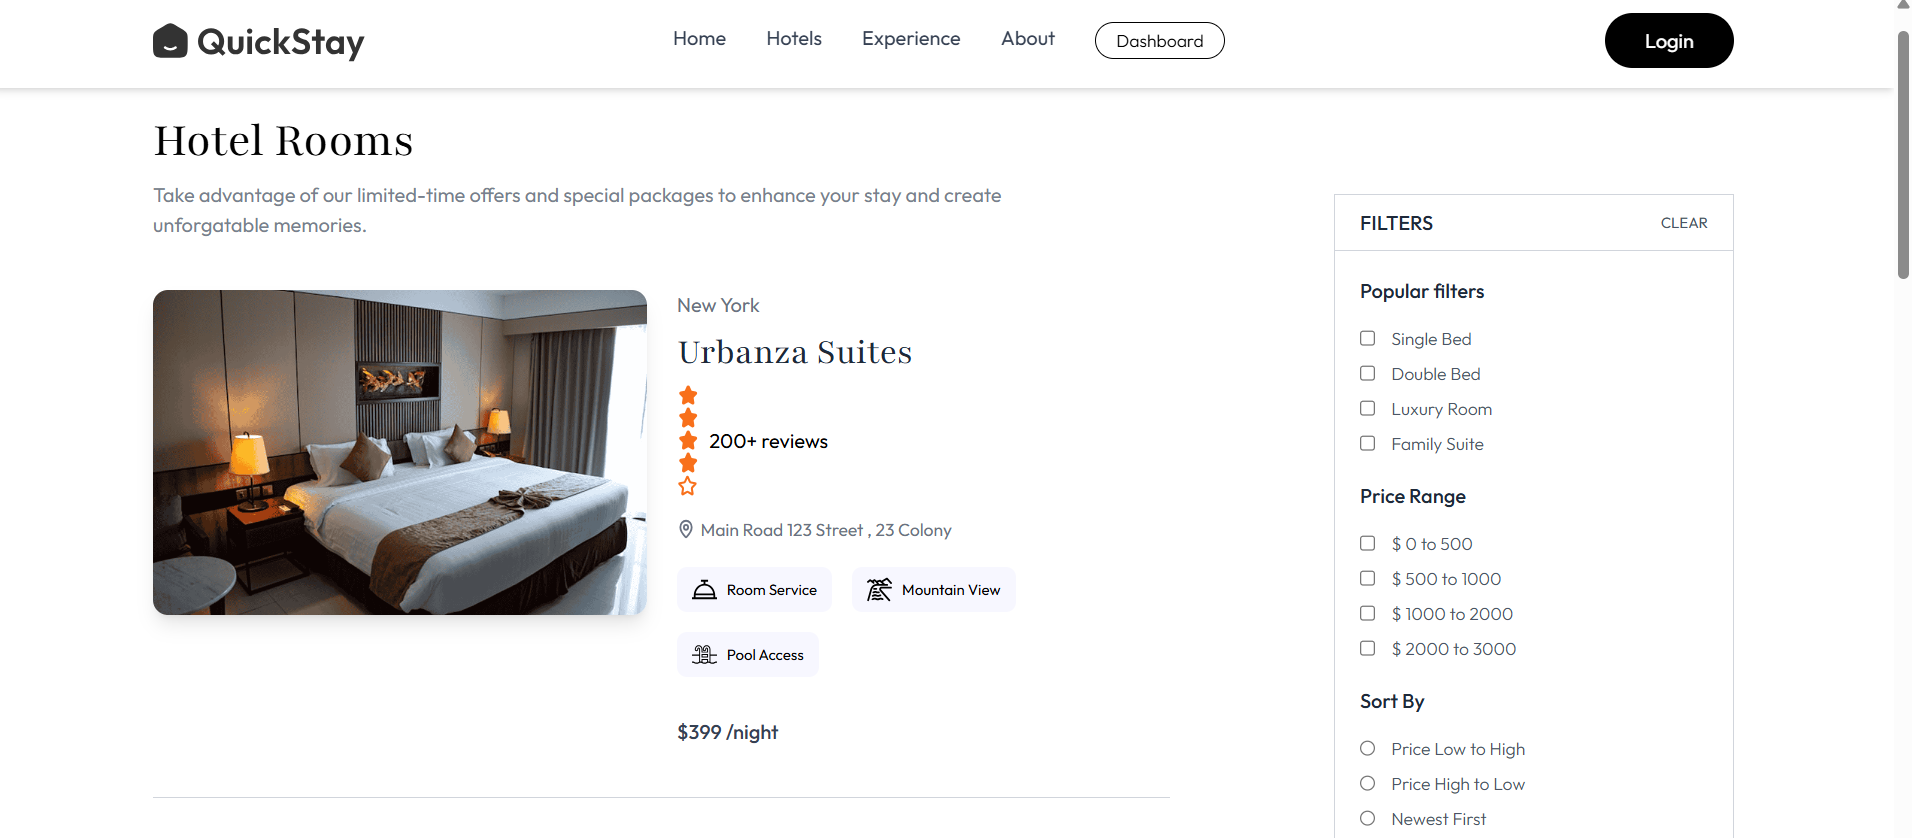 QuickStay
Home
Hotels
Experience
About
Dashboard
Login
Hotel Rooms
Take advantage of our limited-time offers and special packages to enhance your stay and create
unforgatable memories.
New York
Urbanza Suites
200+ reviews
Main Road 123 Street , 23 Colony
Room Service
Mountain View
Pool Access
$399 /night
FILTERS
CLEAR
Popular filters
Single Bed
Double Bed
Luxury Room
Family Suite
Price Range
$ 0 to 500
$ 500 to 1000
$ 1000 to 2000
$ 2000 to 3000
Sort By
Price Low to High
Price High to Low
Newest First